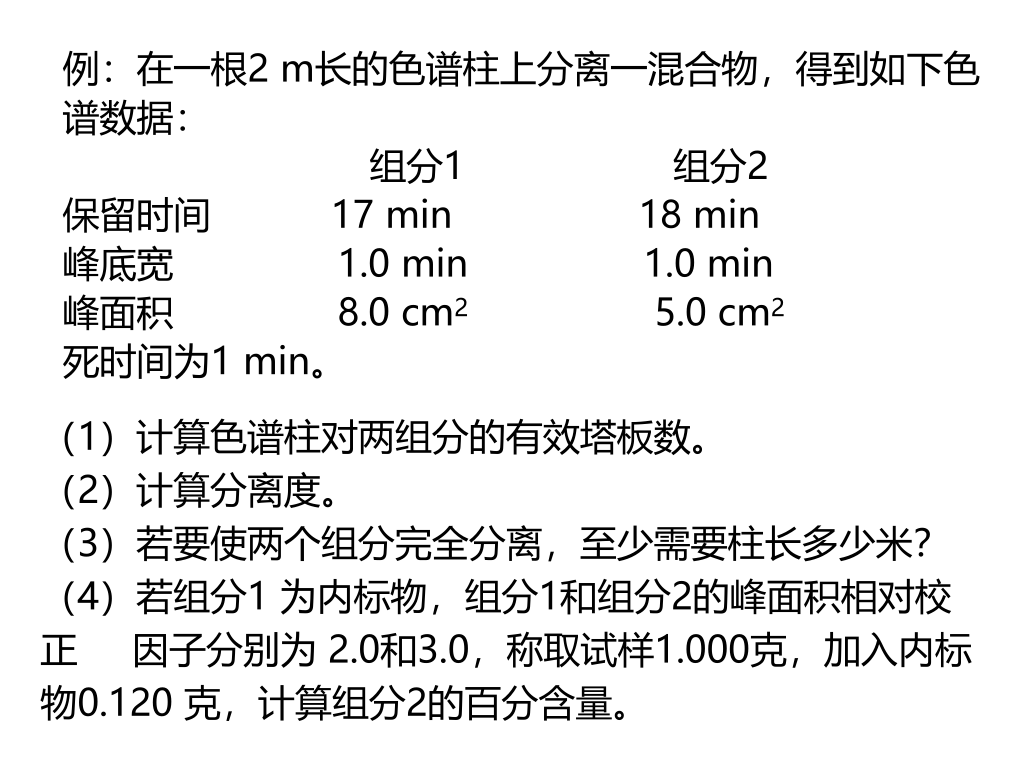 例：在一根2 m长的色谱柱上分离一混合物，得到如下色
谱数据：
组分1 组分2
保留时间 17 min 18 min
峰底宽 1.0 min 1.0 min
峰面积 8.0 cm² 5.0 cm²
死时间为1 min。
（1）计算色谱柱对两组分的有效塔板数。
（2）计算分离度。
（3）若要使两个组分完全分离，至少需要柱长多少米？
（4）若组分1 为内标物，组分1和组分2的峰面积相对校
正 因子分别为 2.0和3.0，称取试样1.000克，加入内标
物0.120 克，计算组分2的百分含量。